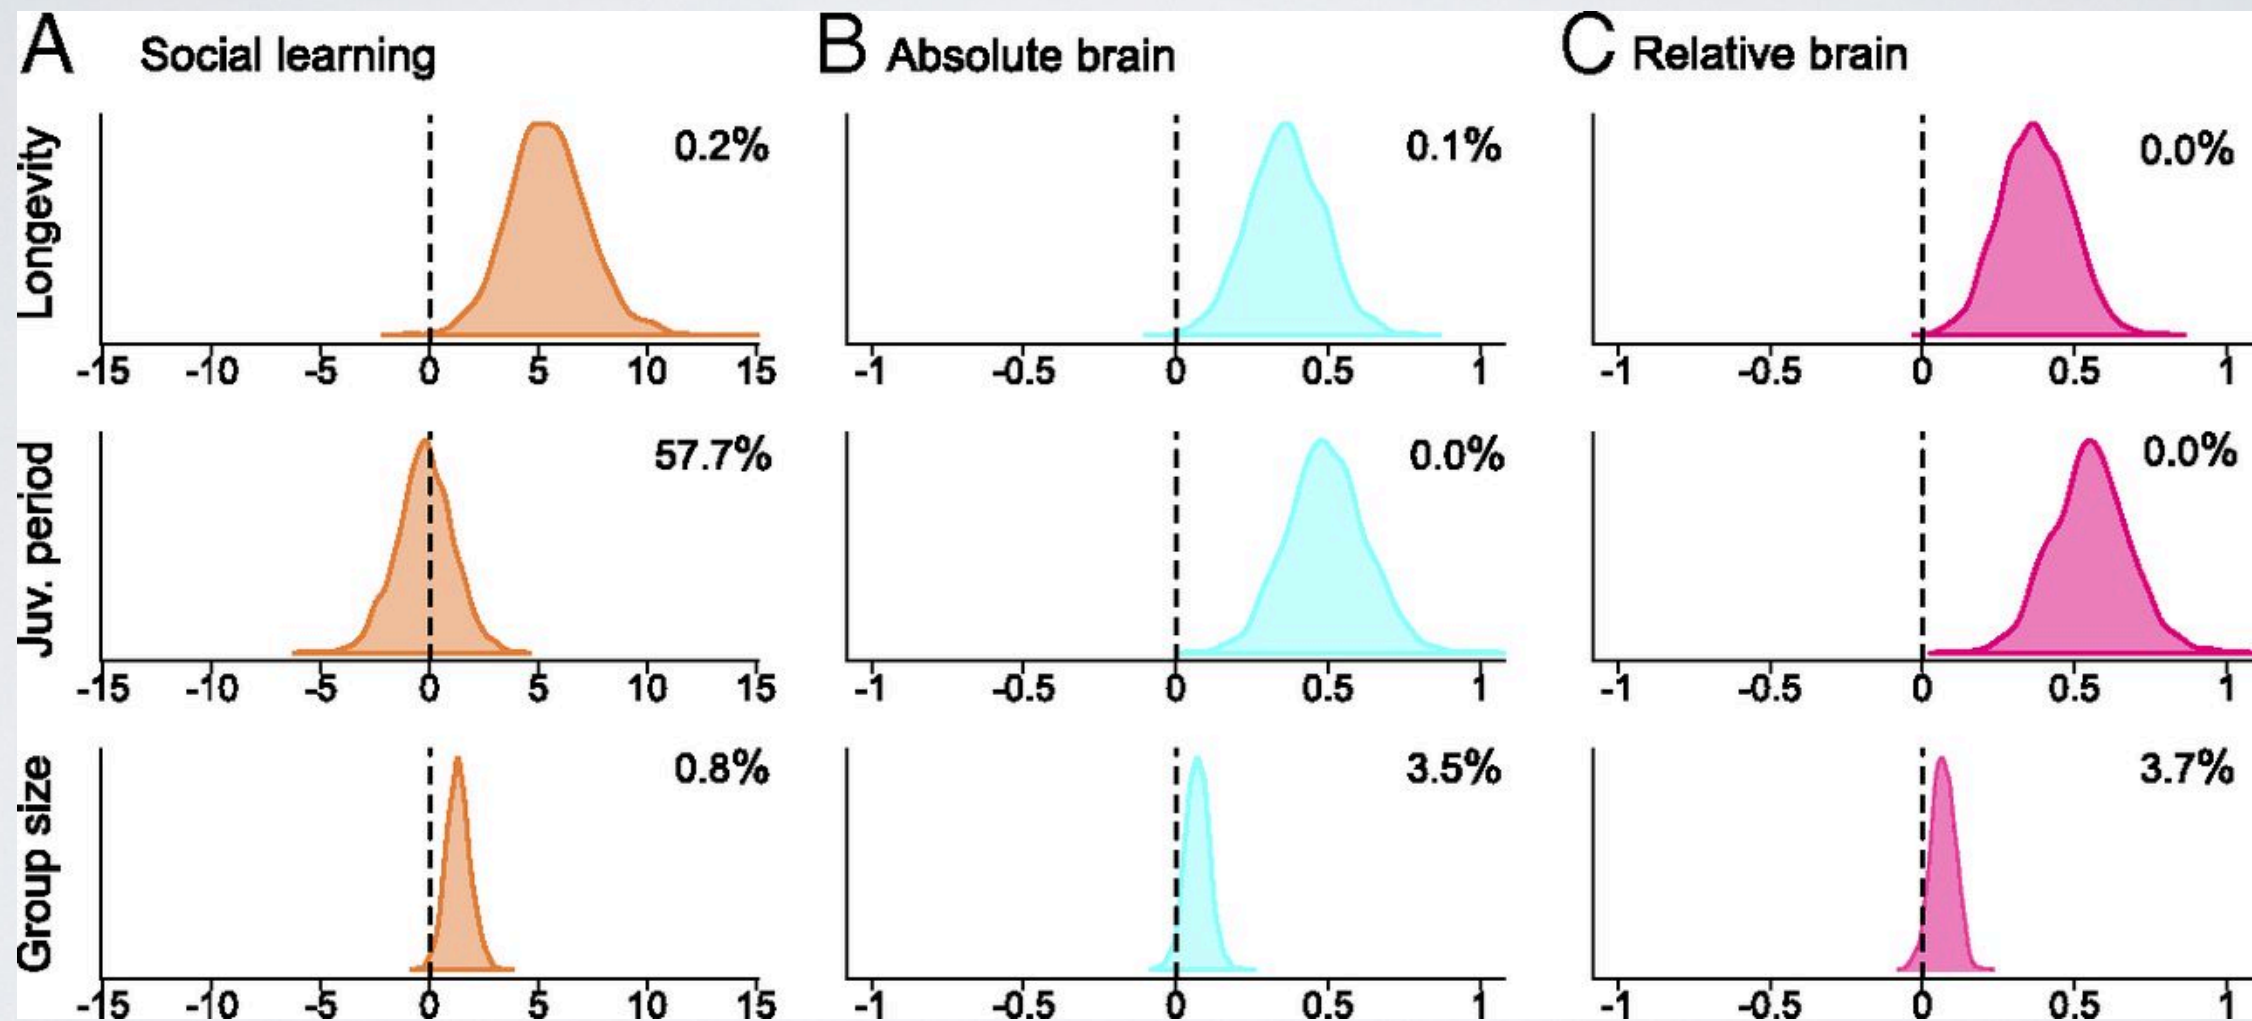 A Social learning B Absolute brain C Relative brain
Longevity
0.2% 0.1% 0.0%
-15 -10 -5 0 5 10 15 -1 -0.5 0 0.5 1 -1 -0.5 0 0.5 1
Juv. period
57.7% 0.0% 0.0%
-15 -10 -5 0 5 10 15 -1 -0.5 0 0.5 1 -1 -0.5 0 0.5 1
Group size
0.8% 3.5% 3.7%
-15 -10 -5 0 5 10 15 -1 -0.5 0 0.5 1 -1 -0.5 0 0.5 1